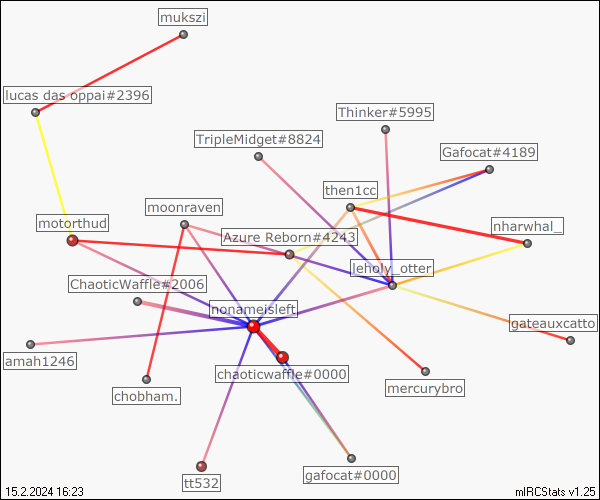 mukszi
lucas das oppai#2396
Thinker#5995
TripleMidget#8824
Gafocat#4189
then1cc
moonraven
motorthud
nharwhal_
Azure Reborn#4243
leholy_otter
ChaoticWaffle#2006
nonameisleft
gateauxcatto
amah1246
chaoticwaffle#0000
mercurybro
chobham.
gafocat#0000
tt532
15.2.2024 16:23
mIRCStats v1.25